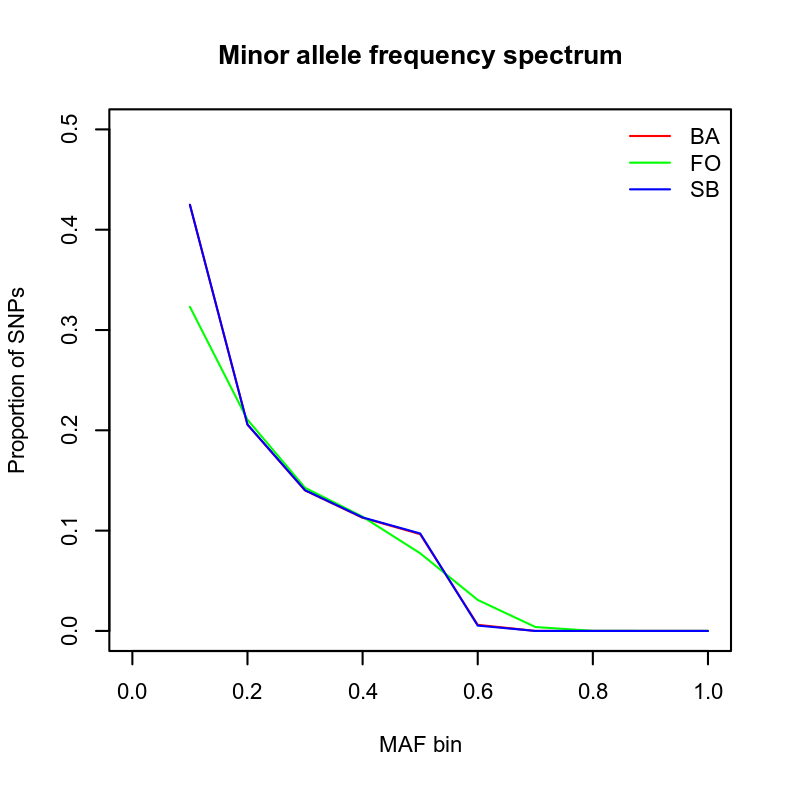 Minor allele frequency spectrum
BA
FO
SB
0.5
0.4
0.3
0.2
0.1
0.0
Proportion of SNPs
0.0 0.2 0.4 0.6 0.8 1.0
MAF bin